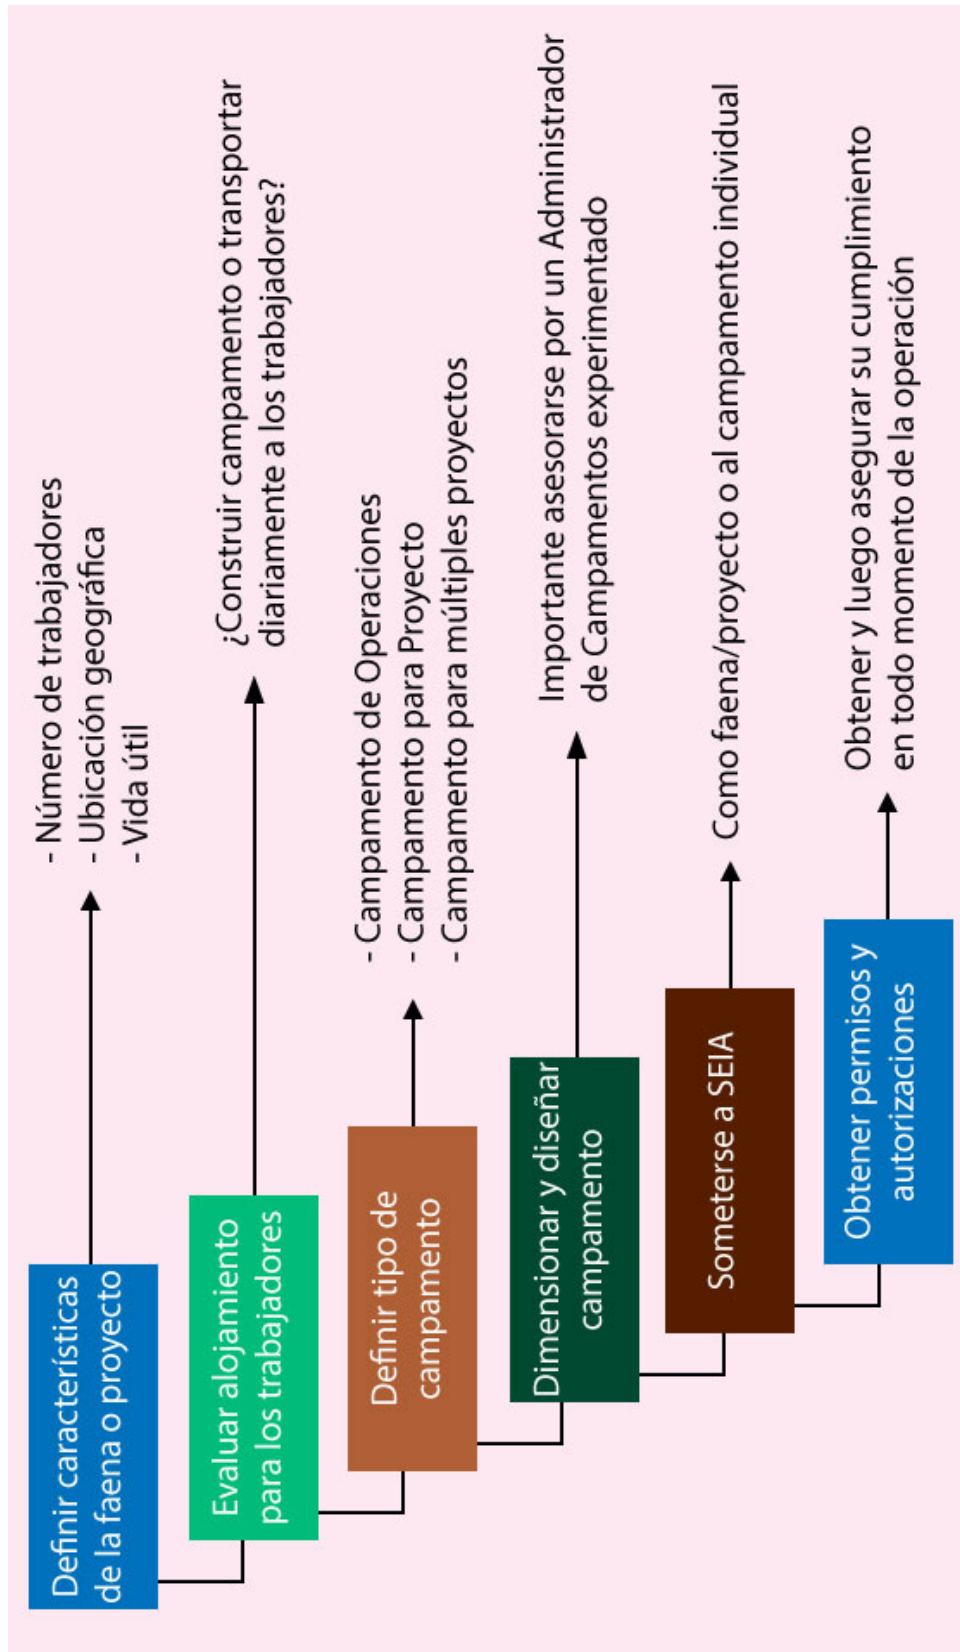 Definir características
de la faena o proyecto
- Número de trabajadores
- Ubicación geográfica
- Vida útil
Evaluar alojamiento
para los trabajadores
¿Construir campamento o transportar
diariamente a los trabajadores?
Definir tipo de
campamento
- Campamento de Operaciones
- Campamento para Proyecto
- Campamento para múltiples proyectos
Dimensionar y diseñar
campamento
Importante asesorarse por un Administrador
de Campamentos experimentado
Someterse a SEIA
Como faena/proyecto o al campamento individual
Obtener permisos y
autorizaciones
Obtener y luego asegurar su cumplimiento
en todo momento de la operación